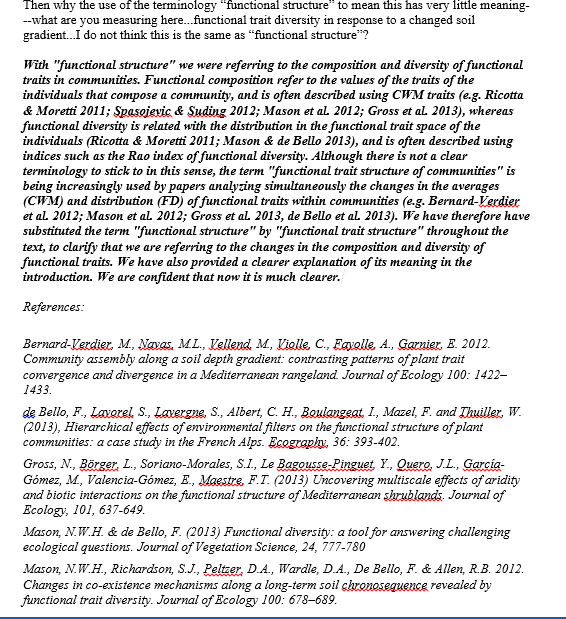 Then why the use of the terminology "functional structure" to mean this has very little meaning-
--what are you measuring here...functional trait diversity in response to a changed soil
gradient...I do not think this is the same as "functional structure"?
With "functional structure" we were referring to the composition and diversity of functional
traits in communities. Functional composition refer to the values of the traits of the
individuals that compose a community, and is often described using CWM traits (e.g. Ricotta
& Moretti 2011; Spasojevic & Suding 2012; Mason et al. 2012; Gross et al. 2013), whereas
functional diversity is related with the distribution in the functional trait space of the
individuals (Ricotta & Moretti 2011; Mason & de Bello 2013), and is often described using
indices such as the Rao index of functional diversity. Although there is not a clear
terminology to stick to in this sense, the term "functional trait structure of communities" is
being increasingly used by papers analyzing simultaneously the changes in the averages
(CWM) and distribution (FD) of functional traits within communities (e.g. Bernard-Verdier
et al. 2012; Mason et al. 2012; Gross et al. 2013, de Bello et al. 2013). We have therefore have
substituted the term "functional structure" by "functional trait structure" throughout the
text, to clarify that we are referring to the changes in the composition and diversity of
functional traits. We have also provided a clearer explanation of its meaning in the
introduction. We are confident that now it is much clearer.
References:
Bernard-Verdier, M., Navas, M.L., Vellend, M., Violle, C., Fayolle, A., Garnier, E. 2012.
Community assembly along a soil depth gradient: contrasting patterns of plant trait
convergence and divergence in a Mediterranean rangeland. Journal of Ecology 100: 1422–
1433.
de Bello, F., Lavorel, S., Lavergne, S., Albert, C. H., Boulangeat, I., Mazel, F. and Thuiller, W.
(2013), Hierarchical effects of environmental filters on the functional structure of plant
communities: a case study in the French Alps. Ecography, 36: 393-402.
Gross, N., Börger, L., Soriano-Morales, S.I., Le Bagousse-Pinguet, Y., Quero, J.L., García-
Gómez, M., Valencia-Gómez, E., Maestre, F.T. (2013) Uncovering multiscale effects of aridity
and biotic interactions on the functional structure of Mediterranean shrublands. Journal of
Ecology, 101, 637-649.
Mason, N.W.H. & de Bello, F. (2013) Functional diversity: a tool for answering challenging
ecological questions. Journal of Vegetation Science, 24, 777-780
Mason, N.W.H., Richardson, S.J., Peltzer, D.A., Wardle, D.A., De Bello, F. & Allen, R.B. 2012.
Changes in co-existence mechanisms along a long-term soil chronosequence revealed by
functional trait diversity. Journal of Ecology 100: 678–689.